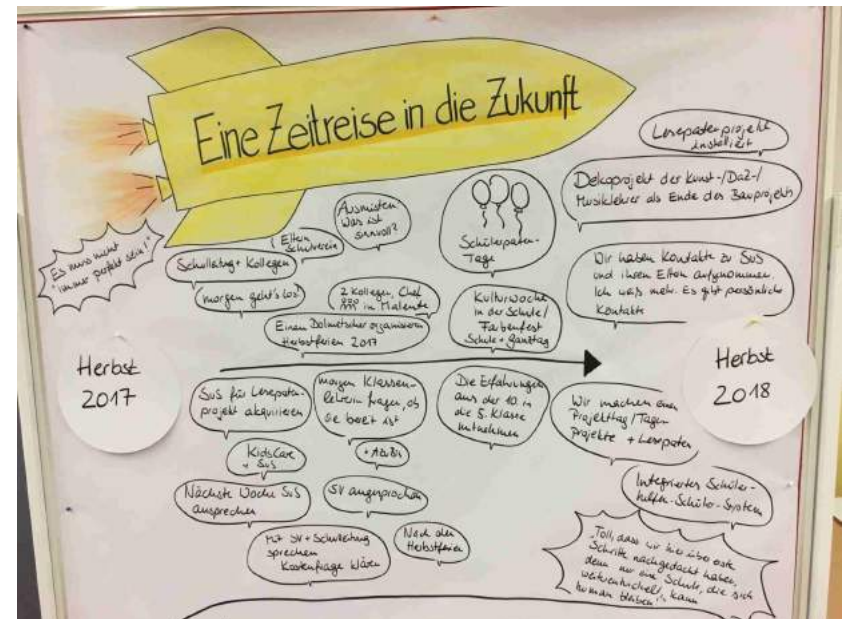 Eine Zeitreise in die Zukunft
Lesepatenprojekt
installiert
Dekoprojekt der Kunst-/DaZ-/
Musiklehrer als Ende des Bauprojekts
Ausmisten
Was ist
sinnvoll?
Eltern
Schulverein
Schulleitung + Kollegen
"Es muss nicht
immer perfekt sein!"
Schülerpaten-
Tage
Wir haben Kontakte zu SuS
und ihren Eltern aufgenommen.
Ich weiß mehr. Es gibt persönliche
Kontakte
morgen geht's los!
2 Kollegen, Chef
in Malente
Einen Dolmetscher organisieren
Herbstferien 2017
Kulturwoche
in der Schule/
Farbenfest
Schule + Ganztag
Herbst
2017
Herbst
2018
SuS für Lesepaten-
projekt akquirieren
morgen Klassen-
lehrerin fragen, ob
sie bereit ist
Die Erfahrungen
aus der 10. in
die 5. Klasse
mitnehmen
Wir machen einen
Projekttag/Tage
Projekte + Lesepaten
KidsCare
+ SuS
+ AzuBis
Nächste Woche SuS
ansprechen
SV angesprochen
Integriertes Schüler-
helfen-Schüler-System
Mit SV + Schulleitung
sprechen
Kostenfrage klären
Nach den
Herbstferien
"Toll, dass wir hier über erste
Schritte nachgedacht haben,
denn nur eine Schule, die sich
weiterentwickelt, kann
human bleiben!"